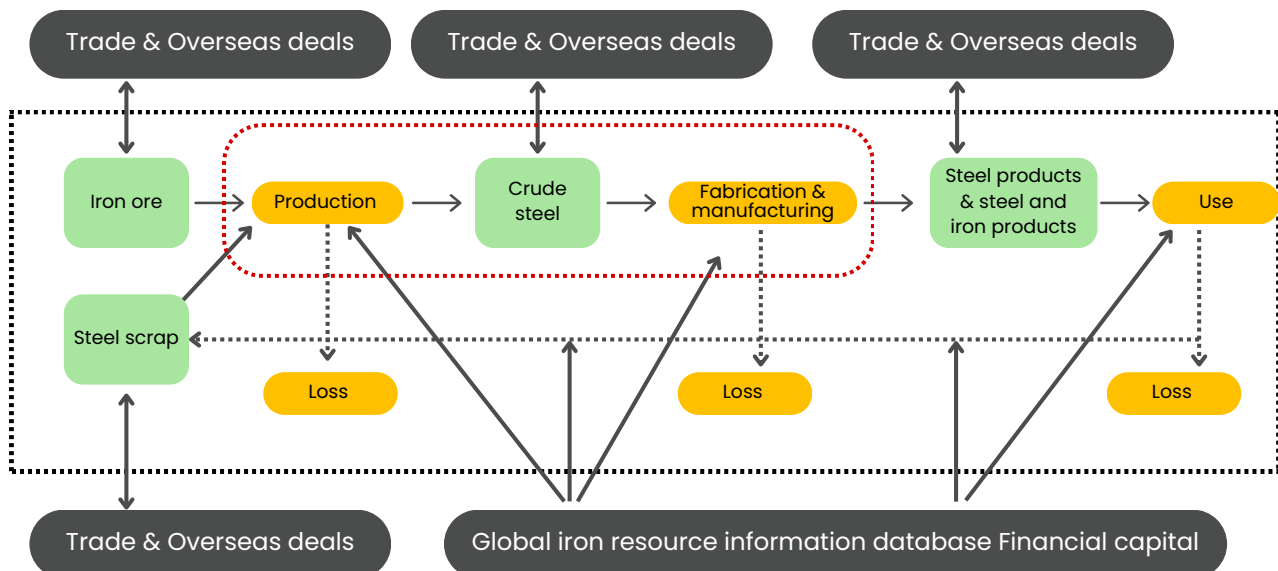 Trade & Overseas deals
Trade & Overseas deals
Trade & Overseas deals
Iron ore
Production
Crude
steel
Fabrication &
manufacturing
Steel products
& steel and
iron products
Use
Steel scrap
Loss
Loss
Loss
Trade & Overseas deals
Global iron resource information database Financial capital